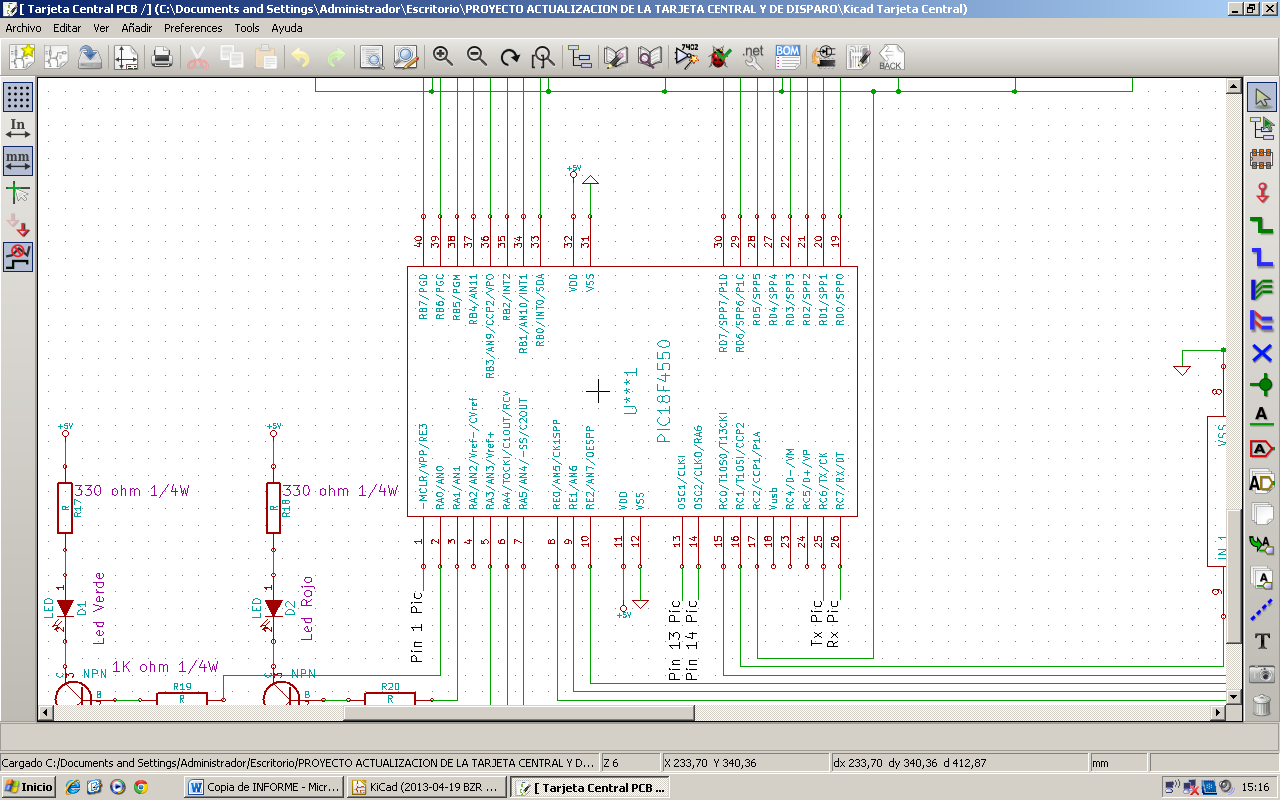 [ Tarjeta Central PCB /] (C:\Documents and Settings\Administrador\Escritorio\PROYECTO ACTUALIZACION DE LA TARJETA CENTRAL Y DE DISPARO\Kicad Tarjeta Central)
Archivo Editar Ver Añadir Preferences Tools Ayuda
7402 .net BOM BACK
In
mm
+5V
40 39 38 37 36 35 34 33 32 31 30 29 28 27 22 21 20 19
RB7/PGD
RB6/PGC
RB5/PGM
RB4/AN11
RB3/AN9/CCP2/VPO
RB2/INT2
RB1/AN10/INT1
RB0/INT0/SDA
VDD
VSS
RD7/SPP7/P1D
RD6/SPP6/P1C
RD5/SPP5
RD4/SPP4
RD3/SPP3
RD2/SPP2
RD1/SPP1
RD0/SPP0
U***1
PIC18F4550
-MCLR/VPP/RE3
RA0/AN0
RA1/AN1
RA2/AN2/Vref-/CVref
RA3/AN3/Vref+
RA4/TOCKI/C1OUT/RCV
RA5/AN4/-SS/C2OUT
RE0/AN5/CK1SPP
RE1/AN6
RE2/AN7/OESPP
VDD
VSS
OSC1/CLKI
OSC2/CLKO/RA6
RC0/T1OSO/T13CKI
RC1/T1OSI/CCP2
RC2/CCP1/P1A
Vusb
RC4/D-/VM
RC5/D+/VP
RC6/TX/CK
RC7/RX/DT
1 2 3 4 5 6 7 8 9 10 11 12 13 14 15 16 17 18 23 24 25 26
Pin 1 Pic
+5V
Pin 13 Pic
Pin 14 Pic
Tx Pic
Rx Pic
+5V
+5V
330 ohm 1/4W
R
R17
330 ohm 1/4W
R
R18
1
LED
D1
2
Led Verde
1
LED
D2
2
Led Rojo
1K ohm 1/4W
C 3 NPN
B
R19
R
C 3 NPN
B
R20
R
8
VSS
IN 1
9
A
A
A
A
A
T
Cargado C:/Documents and Settings/Administrador/Escritorio/PROYECTO ACTUALIZACION DE LA TARJETA CENTRAL Y D... Z 6 X 233,70 Y 340,36 dx 233,70 dy 340,36 d 412,87 mm
Inicio Copia de INFORME - Micr... KiCad (2013-04-19 BZR ... [ Tarjeta Central PCB ... 15:16